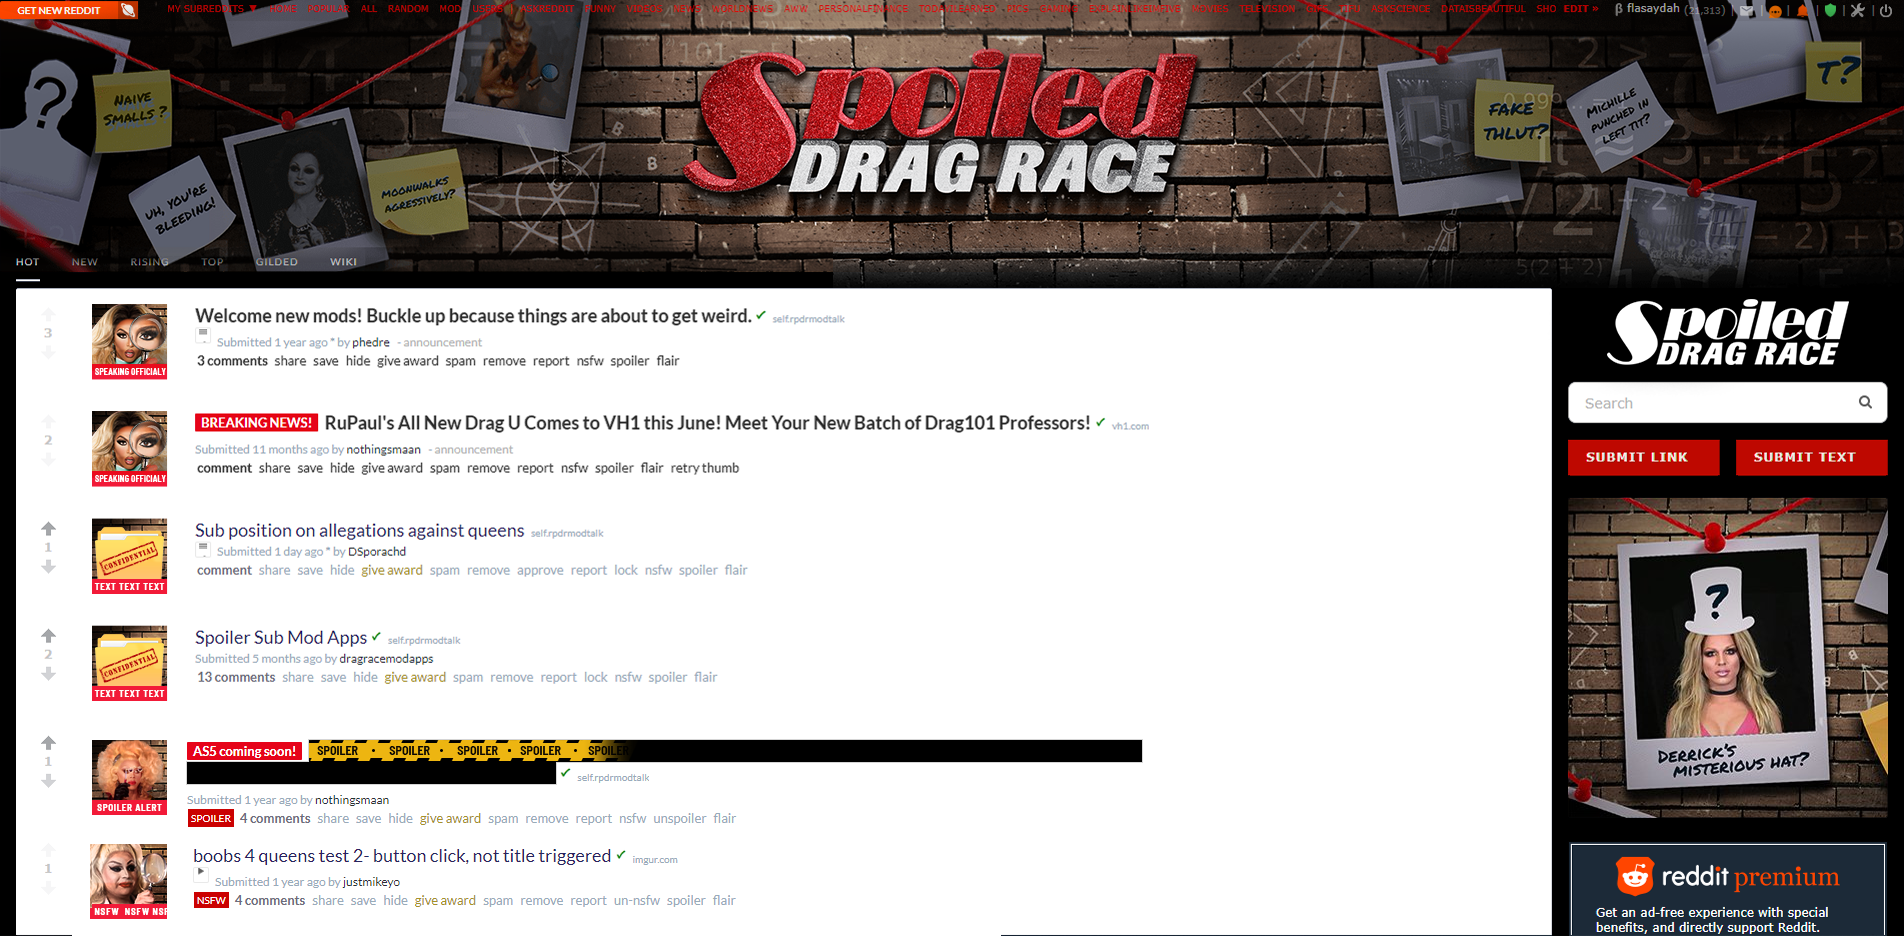 GET NEW REDDIT
MY SUBREDDITS ▼ HOME POPULAR ALL RANDOM MOD USERS ASKREDDIT FUNNY VIDEOS NEWS WORLDNEWS AWW PERSONALFINANCE TODAYILEARNED PICS GAMING EXPLAINLIKEIMFIVE MOVIES TELEVISION ASKSCIENCE DATAISBEAUTIFUL SHO EDIT »
β flasaydah (21,313)
NAIVE
SMALLS?
UH, YOU'RE
BLEEDING!
MOONWALKS
AGRESSIVELY?
Spoiled
DRAG RACE
FAKE
THLUT?
MICHILLE
PUNCHED IN
LEFT TIT?
T?
HOT NEW RISING TOP GILDED WIKI
3
SPEAKING OFFICIALY
Welcome new mods! Buckle up because things are about to get weird. ✔ self.rpdrmodtalk
Submitted 1 year ago * by phedre - announcement
3 comments share save hide give award spam remove report nsfw spoiler flair
2
SPEAKING OFFICIALY
BREAKING NEWS! RuPaul's All New Drag U Comes to VH1 this June! Meet Your New Batch of Drag101 Professors! ✔ vh1.com
Submitted 11 months ago by nothingsmaan - announcement
comment share save hide give award spam remove report nsfw spoiler flair retry thumb
1
CONFIDENTIAL
TEXT TEXT TEXT
Sub position on allegations against queens self.rpdrmodtalk
Submitted 1 day ago * by DSporachd
comment share save hide give award spam remove approve report lock nsfw spoiler flair
2
CONFIDENTIAL
TEXT TEXT TEXT
Spoiler Sub Mod Apps ✔ self.rpdrmodtalk
Submitted 5 months ago by dragracemodapps
13 comments share save hide give award spam remove report lock nsfw spoiler flair
1
SPOILER ALERT
AS5 coming soon! SPOILER • SPOILER • SPOILER • SPOILER • SPOILER
✔ self.rpdrmodtalk
Submitted 1 year ago by nothingsmaan
SPOILER 4 comments share save hide give award spam remove report nsfw unspoiler flair
1
NSFW NSFW NSF
boobs 4 queens test 2- button click, not title triggered ✔ imgur.com
Submitted 1 year ago by justmikeyo
NSFW 4 comments share save hide give award spam remove report un-nsfw spoiler flair
Spoiled
DRAG RACE
Search
SUBMIT LINK SUBMIT TEXT
?
DERRICK'S
MISTERIOUS HAT?
reddit premium
Get an ad-free experience with special
benefits, and directly support Reddit.